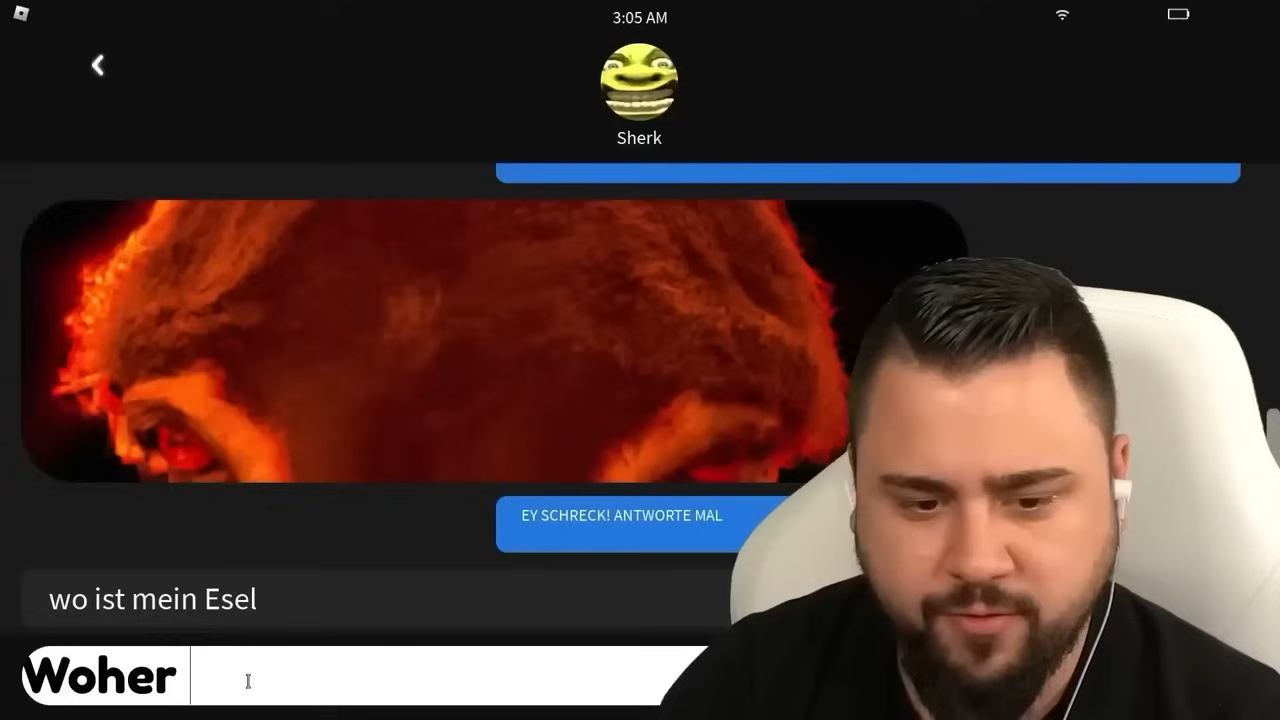 3:05 AM
Sherk
EY SCHRECK! ANTWORTE MAL
wo ist mein Esel
Woher